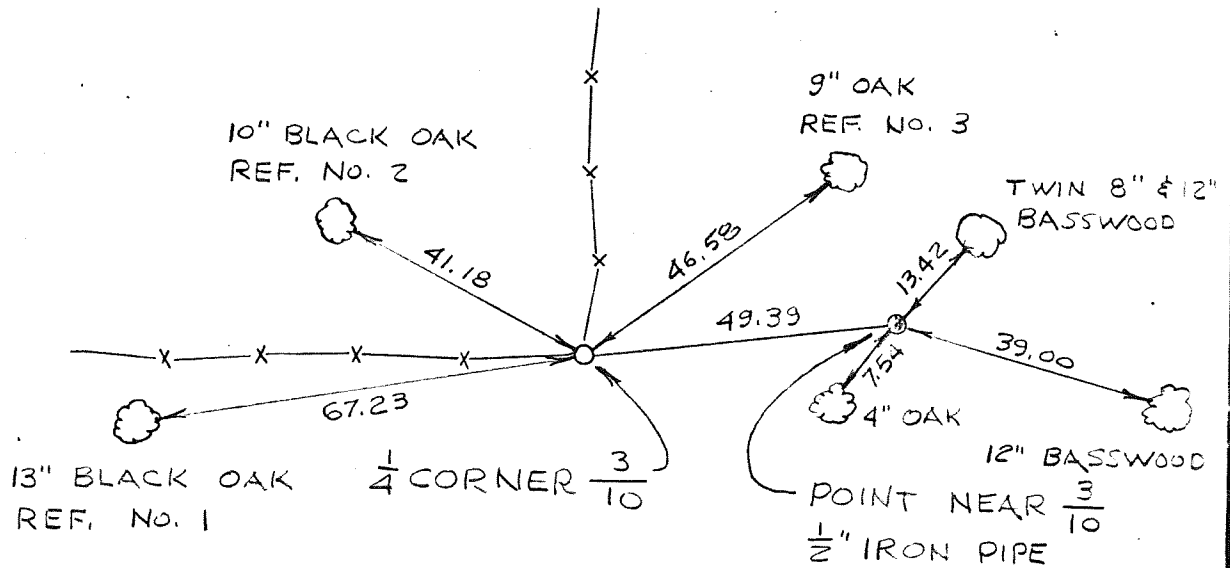 9" OAK
REF. No. 3
10" BLACK OAK
REF. No. 2
TWIN 8" & 12"
BASSWOOD
41.18
46.58
13.42
49.39
39.00
7.54
67.23
4" OAK
12" BASSWOOD
13" BLACK OAK
REF. No. 1
1/4 CORNER 3/10
POINT NEAR 3/10
1/2" IRON PIPE